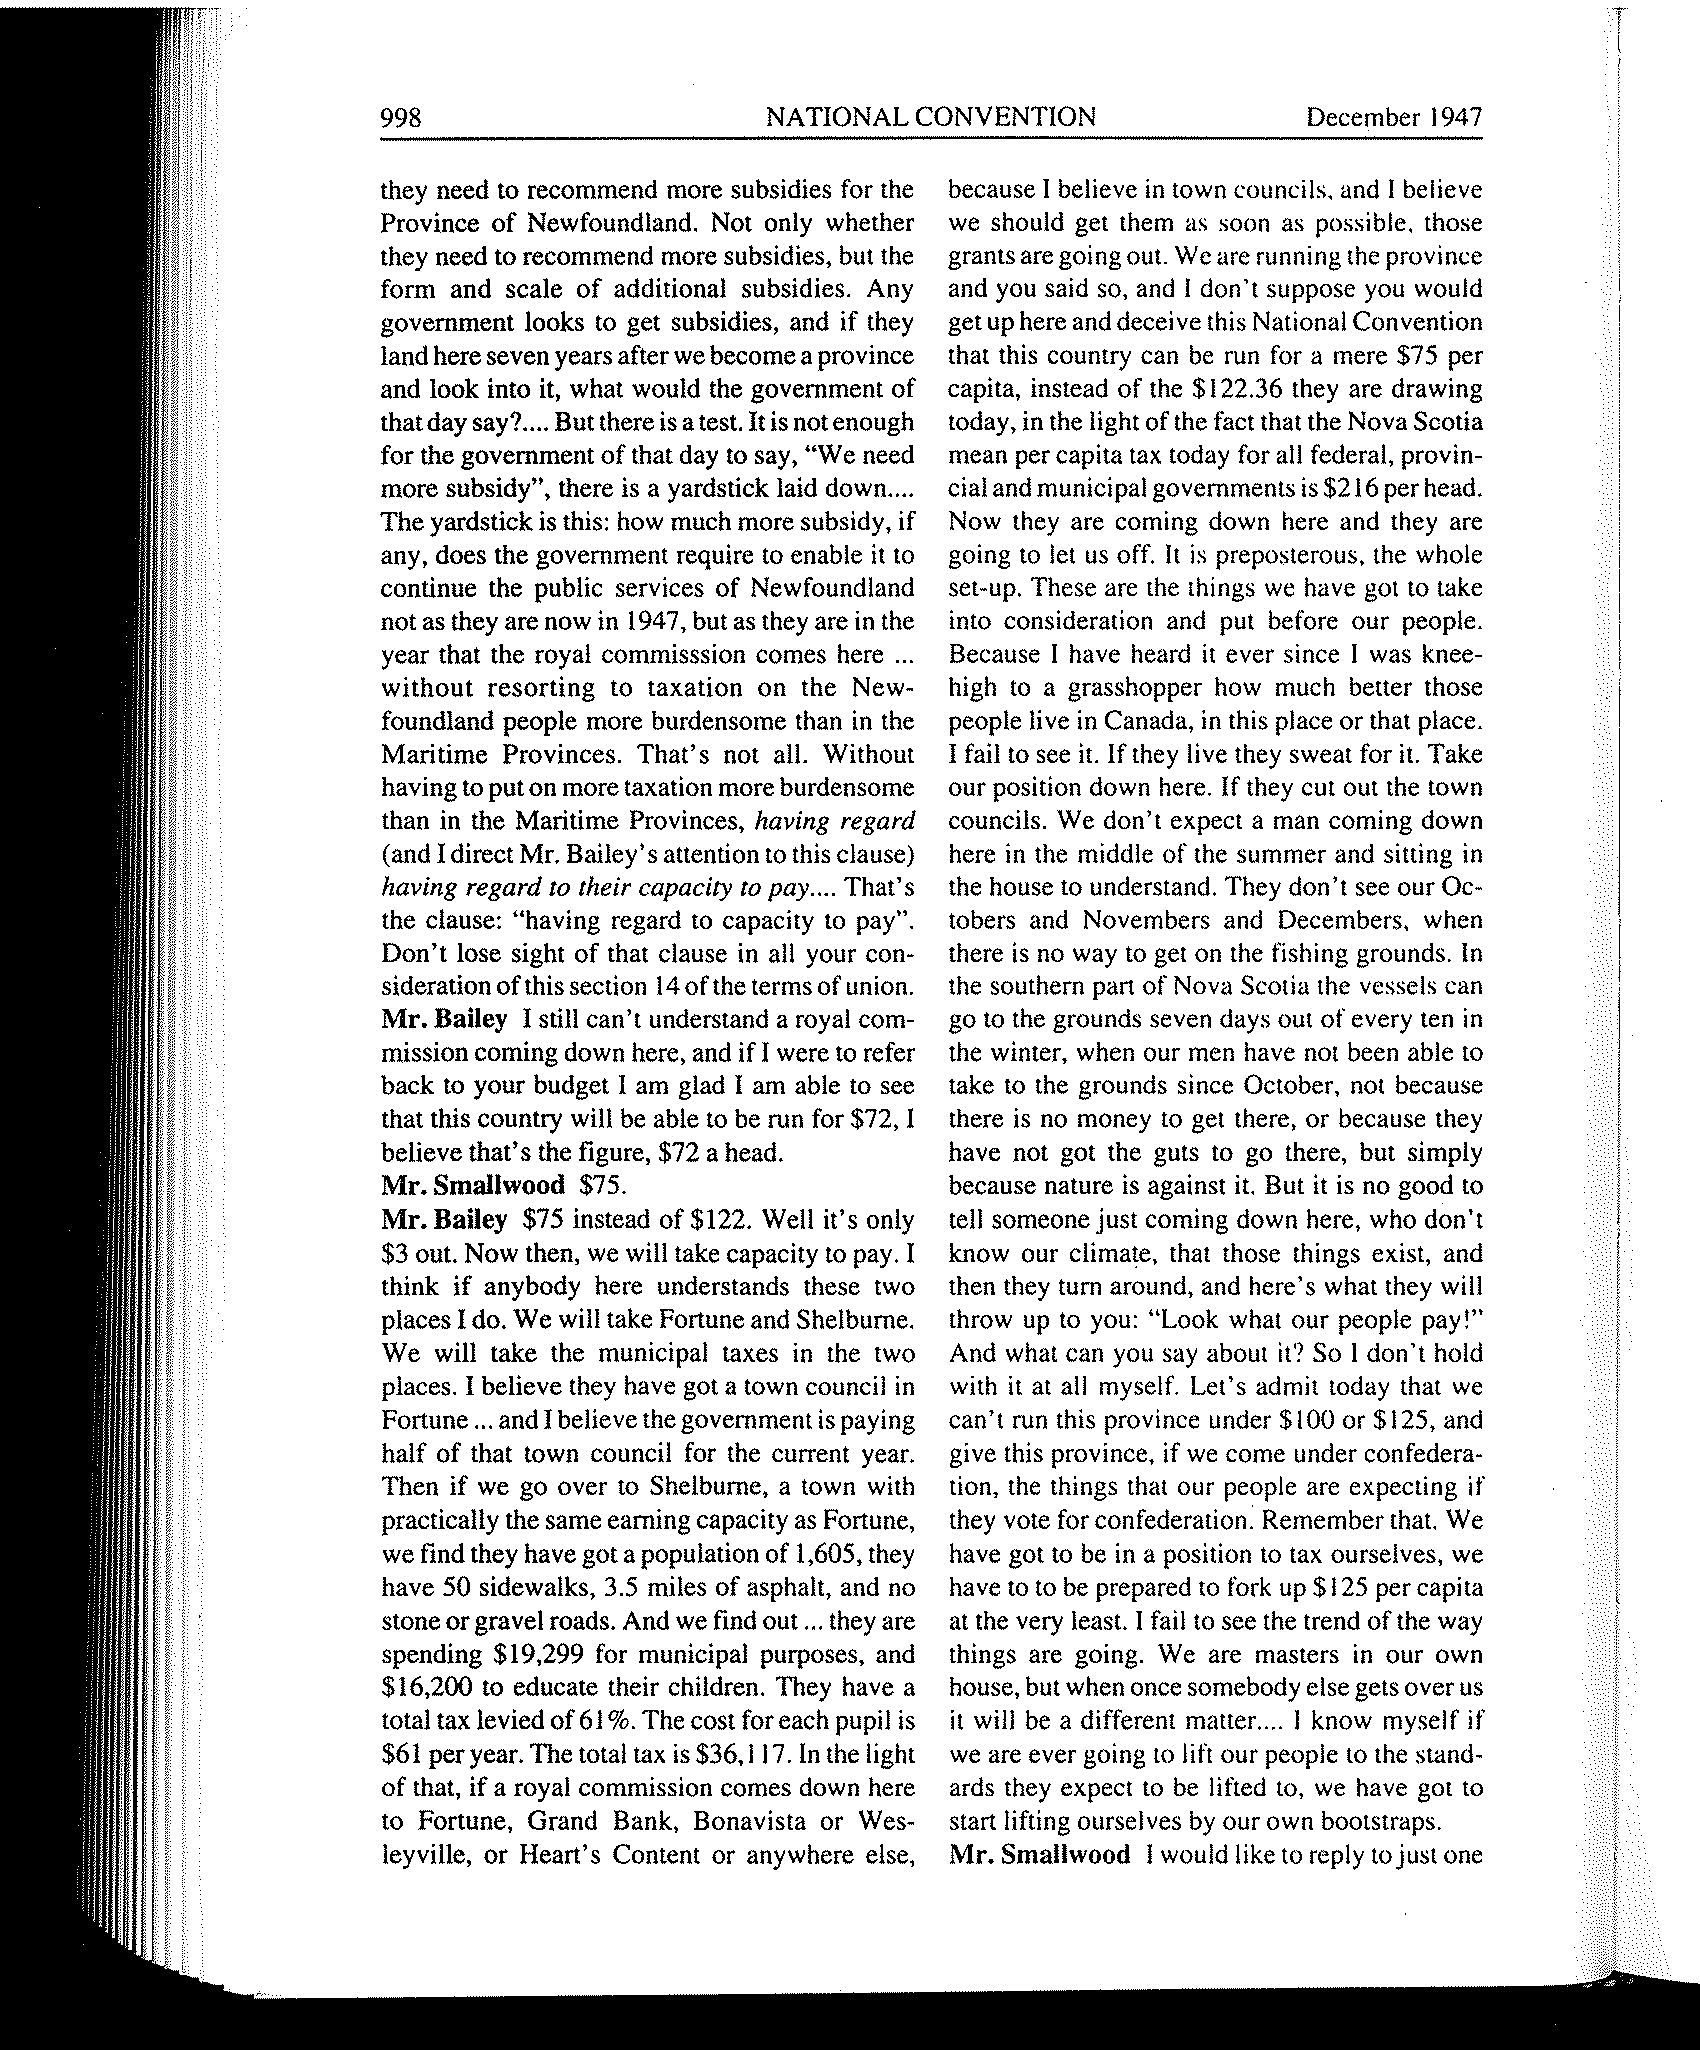 998 NATIONAL CONVENTION December 1947
they need to recommend more subsidies for the
Province of Newfoundland. Not only whether
they need to recommend more subsidies, but the
form and scale of additional subsidies. Any
government looks to get subsidies, and if they
land here seven years after we become a province
and look into it, what would the government of
that day say?.... But there is a test. It is not enough
for the government of that day to say, “We need
more subsidy”, there is a yardstick laid down....
The yardstick is this: how much more subsidy, if
any, does the government require to enable it to
continue the public services of Newfoundland
not as they are now in 1947, but as they are in the
year that the royal commisssion comes here ...
without resorting to taxation on the New-
foundland people more burdensome than in the
Maritime Provinces. That's not all. Without
having to put on more taxation more burdensome
than in the Maritime Provinces, having regard
(and I direct Mr. Bailey's attention to this clause)
having regard to their capacity to pay.... That's
the clause: “having regard to capacity to pay”.
Don't lose sight of that clause in all your con-
sideration of this section 14 of the terms of union.
Mr. Bailey I still can't understand a royal com-
mission coming down here, and if I were to refer
back to your budget I am glad I am able to see
that this country will be able to be run for $72, I
believe that's the figure, $72 a head.
Mr. Smallwood $75.
Mr. Bailey $75 instead of $122. Well it's only
$3 out. Now then, we will take capacity to pay. I
think if anybody here understands these two
places I do. We will take Fortune and Shelburne.
We will take the municipal taxes in the two
places. I believe they have got a town council in
Fortune ... and I believe the government is paying
half of that town council for the current year.
Then if we go over to Shelburne, a town with
practically the same earning capacity as Fortune,
we find they have got a population of 1,605, they
have 50 sidewalks, 3.5 miles of asphalt, and no
stone or gravel roads. And we find out ... they are
spending $19,299 for municipal purposes, and
$16,200 to educate their children. They have a
total tax levied of 61%. The cost for each pupil is
$61 per year. The total tax is $36,117. In the light
of that, if a royal commission comes down here
to Fortune, Grand Bank, Bonavista or Wes-
leyville, or Heart's Content or anywhere else,
because I believe in town councils, and I believe
we should get them as soon as possible, those
grants are going out. We are running the province
and you said so, and I don't suppose you would
get up here and deceive this National Convention
that this country can be run for a mere $75 per
capita, instead of the $122.36 they are drawing
today, in the light of the fact that the Nova Scotia
mean per capita tax today for all federal, provin-
cial and municipal governments is $216 per head.
Now they are coming down here and they are
going to let us off. It is preposterous, the whole
set-up. These are the things we have got to take
into consideration and put before our people.
Because I have heard it ever since I was knee-
high to a grasshopper how much better those
people live in Canada, in this place or that place.
I fail to see it. If they live they sweat for it. Take
our position down here. If they cut out the town
councils. We don't expect a man coming down
here in the middle of the summer and sitting in
the house to understand. They don't see our Oc-
tobers and Novembers and Decembers, when
there is no way to get on the fishing grounds. In
the southern part of Nova Scotia the vessels can
go to the grounds seven days out of every ten in
the winter, when our men have not been able to
take to the grounds since October, not because
there is no money to get there, or because they
have not got the guts to go there, but simply
because nature is against it. But it is no good to
tell someone just coming down here, who don't
know our climate, that those things exist, and
then they turn around, and here's what they will
throw up to you: “Look what our people pay!”
And what can you say about it? So I don't hold
with it at all myself. Let's admit today that we
can't run this province under $100 or $125, and
give this province, if we come under confedera-
tion, the things that our people are expecting if
they vote for confederation. Remember that. We
have got to be in a position to tax ourselves, we
have to to be prepared to fork up $125 per capita
at the very least. I fail to see the trend of the way
things are going. We are masters in our own
house, but when once somebody else gets over us
it will be a different matter.... I know myself if
we are ever going to lift our people to the stand-
ards they expect to be lifted to, we have got to
start lifting ourselves by our own bootstraps.
Mr. Smallwood I would like to reply to just one